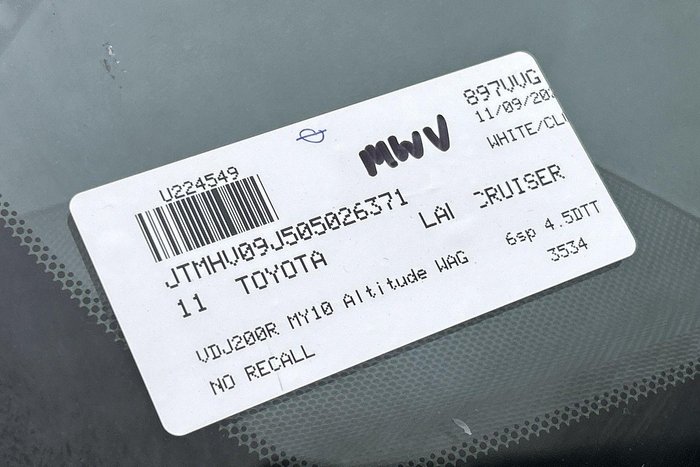 897VVG
11/09/20
WHITE/CL
MWV
U224549
JTMHV09J505026371
11 TOYOTA LAN CRUISER
VDJ200R MY10 Altitude WAG 6sp 4.5DTT
NO RECALL 3534